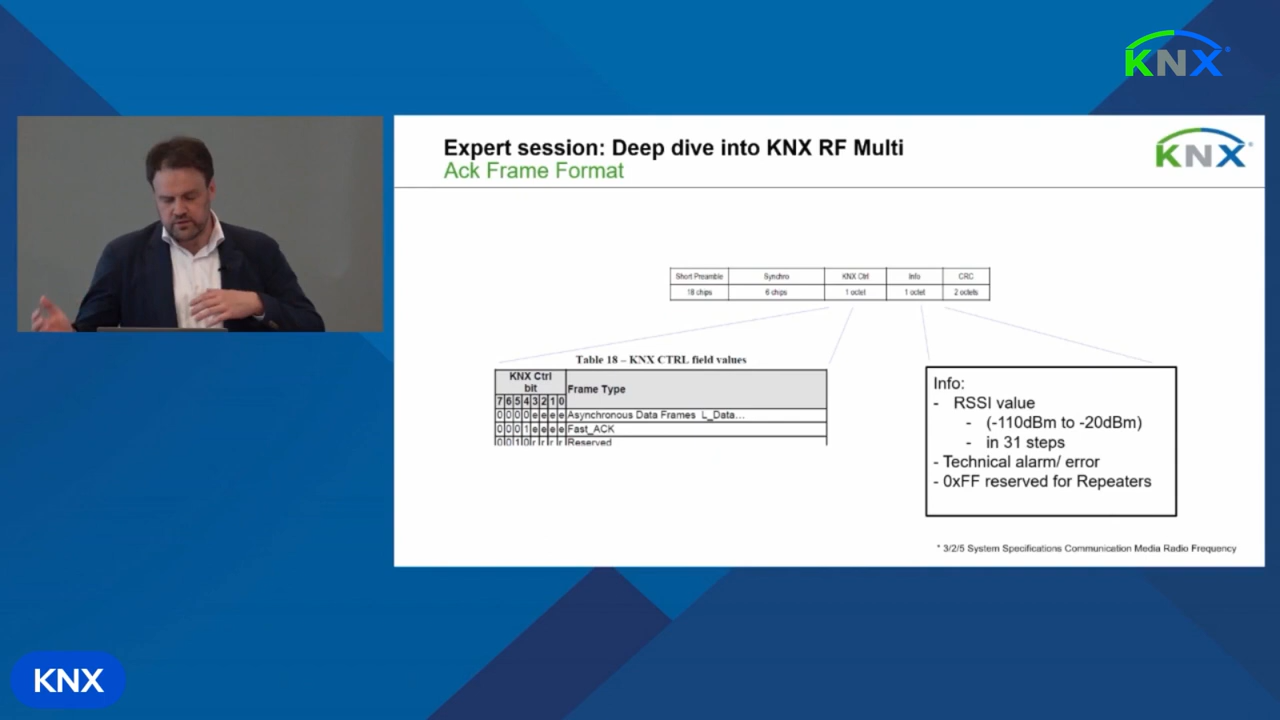 KNX
Expert session: Deep dive into KNX RF Multi
Ack Frame Format
KNX
Short Preamble Synchro KNX Ctrl Info CRC
18 chips 6 chips 1 octet 1 octet 2 octets
Table 18 – KNX CTRL field values
KNX Ctrl
bit
Frame Type
7 6 5 4 3 2 1 0
0 0 0 0 e e e e Asynchronous Data Frames L_Data...
0 0 0 1 e e e e Fast_ACK
0 0 1 0 r r r r Reserved
Info:
- RSSI value
- (-110dBm to -20dBm)
- in 31 steps
- Technical alarm/ error
- 0xFF reserved for Repeaters
* 3/2/5 System Specifications Communication Media Radio Frequency
KNX